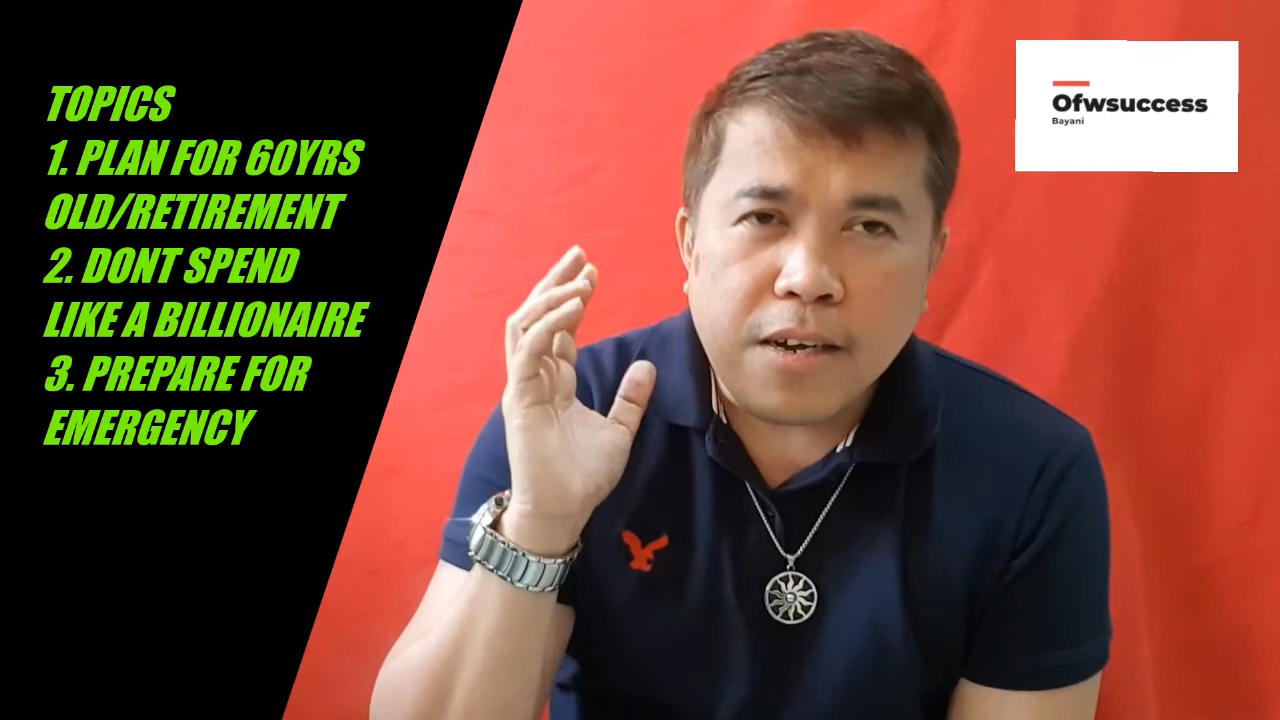 TOPICS
1. PLAN FOR 60YRS
OLD/RETIREMENT
2. DONT SPEND
LIKE A BILLIONAIRE
3. PREPARE FOR
EMERGENCY
Ofwsuccess
Bayani